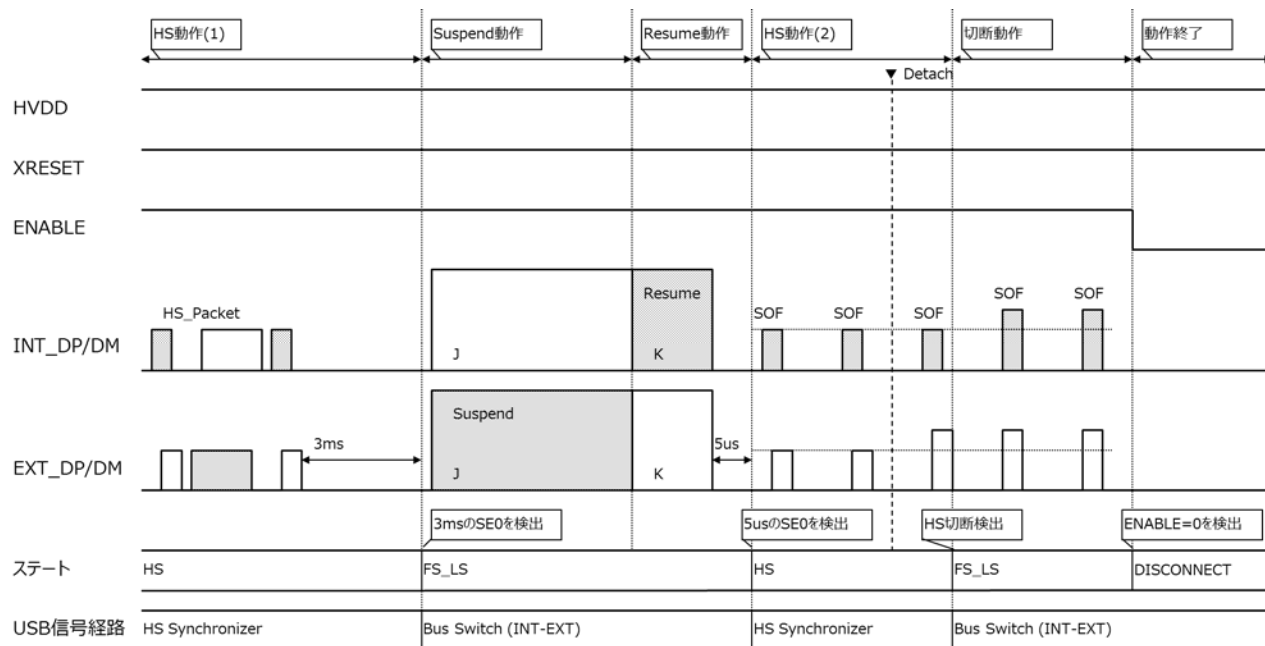 HS動作(1)
Suspend動作
Resume動作
HS動作(2)
切断動作
動作終了
Detach
HVDD
XRESET
ENABLE
HS_Packet
Resume
SOF
SOF
SOF
SOF
SOF
INT_DP/DM
J
K
Suspend
3ms
5us
EXT_DP/DM
J
K
3msのSE0を検出
5usのSE0を検出
HS切断検出
ENABLE=0を検出
ステート
HS
FS_LS
HS
FS_LS
DISCONNECT
USB信号経路
HS Synchronizer
Bus Switch (INT-EXT)
HS Synchronizer
Bus Switch (INT-EXT)